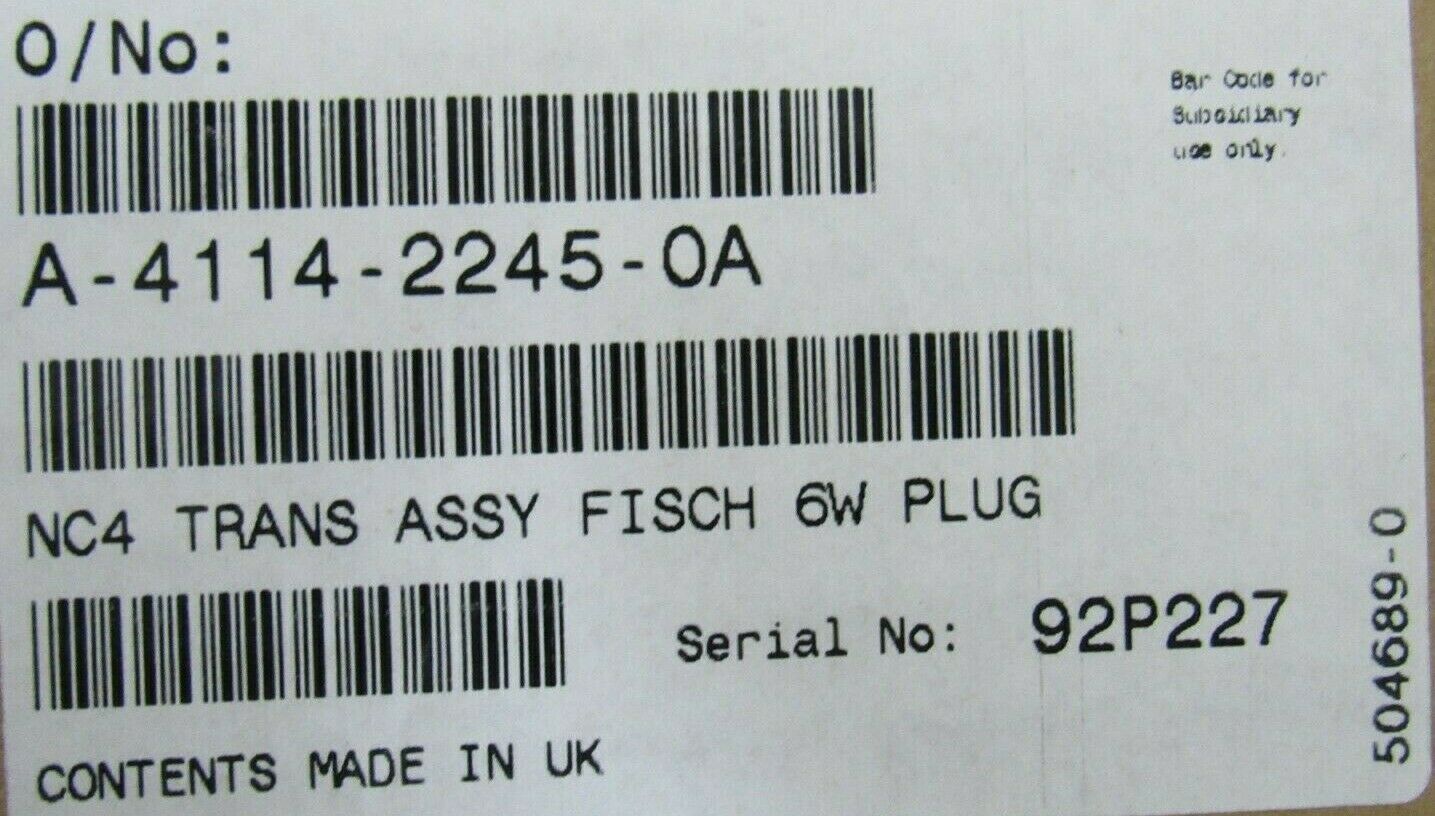 O/No:
Bar Code for
Subsidiary
use only.
A-4114-2245-0A
NC4 TRANS ASSY FISCH 6W PLUG
Serial No: 92P227
CONTENTS MADE IN UK
504689-0